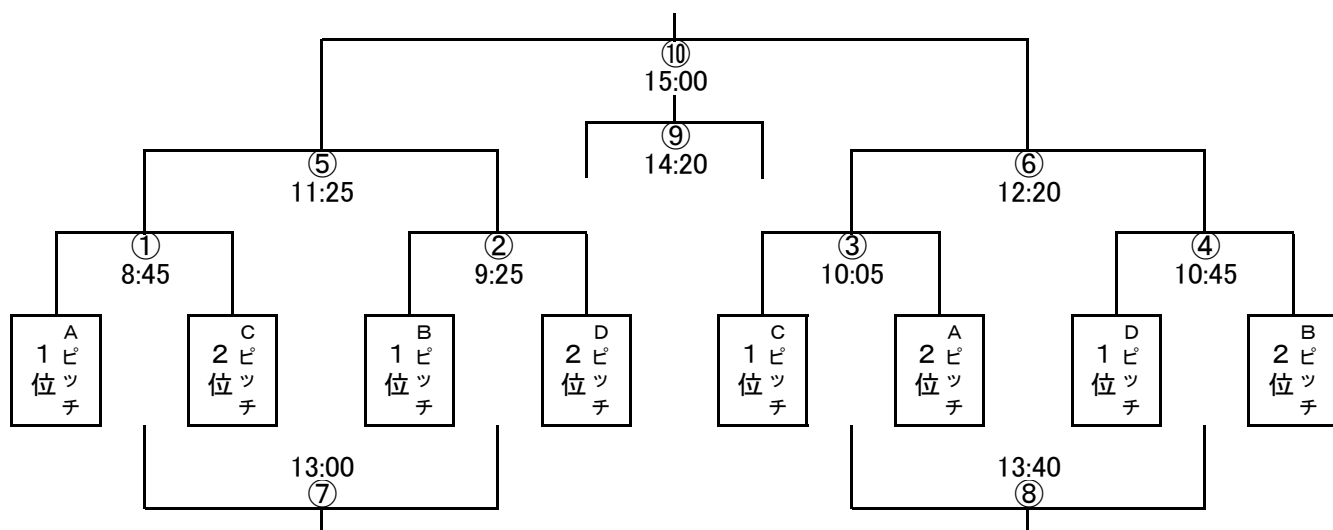 ⑩
15:00
⑨
14:20
⑤
11:25
⑥
12:20
①
8:45
②
9:25
③
10:05
④
10:45
Aピッチ
1位
Cピッチ
2位
Bピッチ
1位
Dピッチ
2位
Cピッチ
1位
Aピッチ
2位
Dピッチ
1位
Bピッチ
2位
13:00
⑦
13:40
⑧